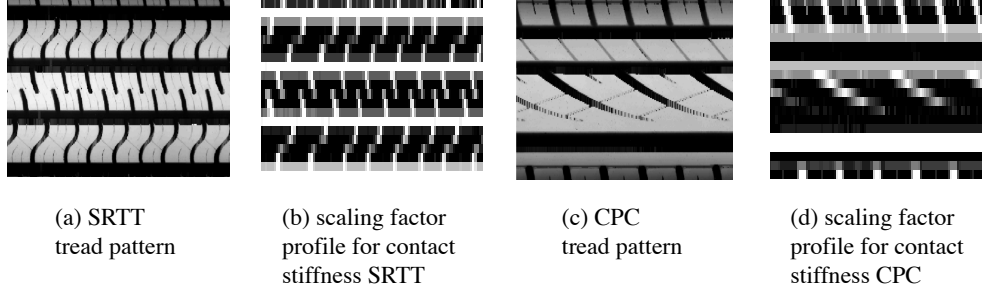 (a) SRTT
tread pattern
(b) scaling factor
profile for contact
stiffness SRTT
(c) CPC
tread pattern
(d) scaling factor
profile for contact
stiffness CPC